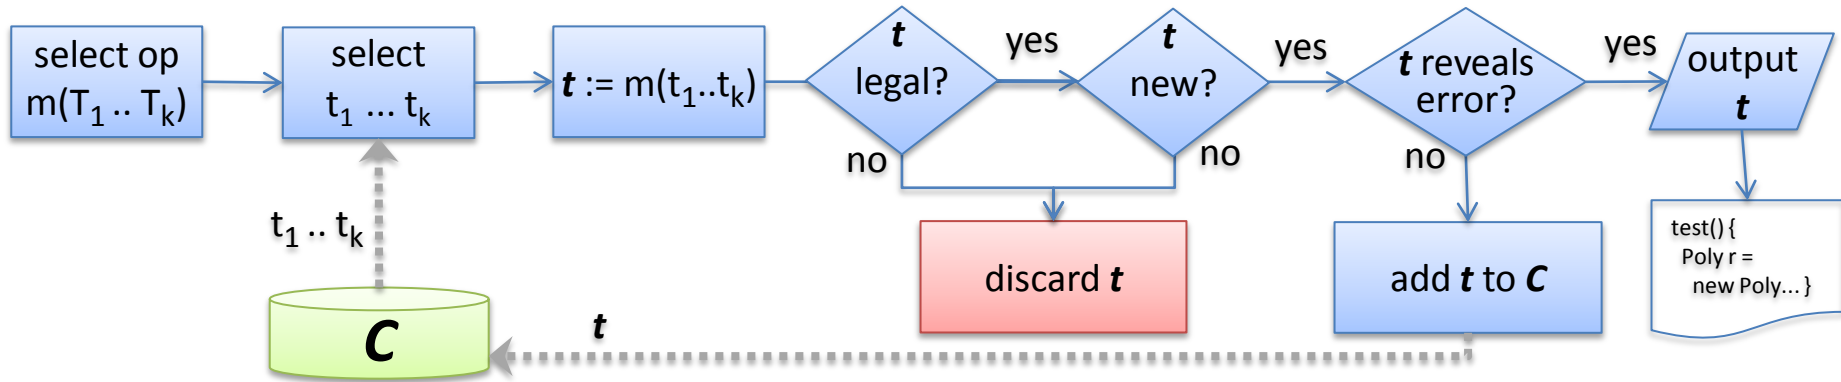 select op
m(T₁ .. Tₖ)
select
t₁ ... tₖ
t := m(t₁..tₖ)
t
legal?
yes
no
t
new?
yes
no
t reveals
error?
yes
no
output
t
t₁ .. tₖ
C
t
discard t
add t to C
test() {
Poly r =
new Poly... }